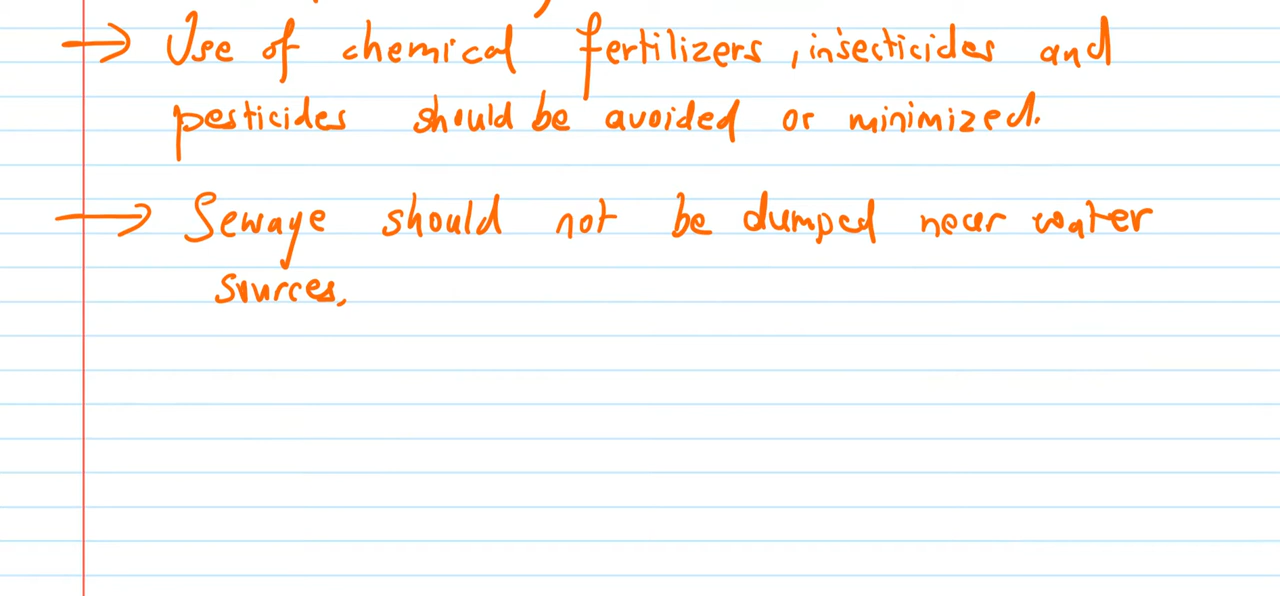 → Use of chemical fertilizers, insecticides and
pesticides should be avoided or minimized.
→ Sewage should not be dumped near water
sources,